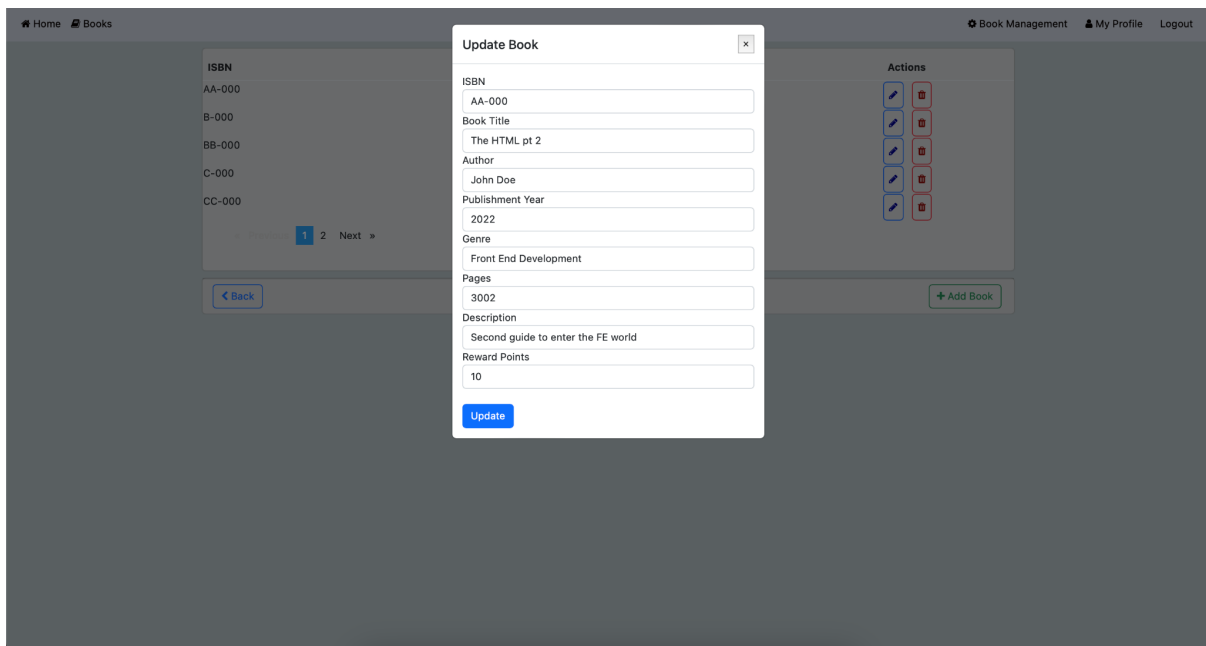 Home Books Book Management My Profile Logout
Update Book ×
ISBN Actions
AA-000
B-000
BB-000
C-000
CC-000
« Previous 1 2 Next »
Back
+ Add Book
ISBN
AA-000
Book Title
The HTML pt 2
Author
John Doe
Publishment Year
2022
Genre
Front End Development
Pages
3002
Description
Second guide to enter the FE world
Reward Points
10
Update